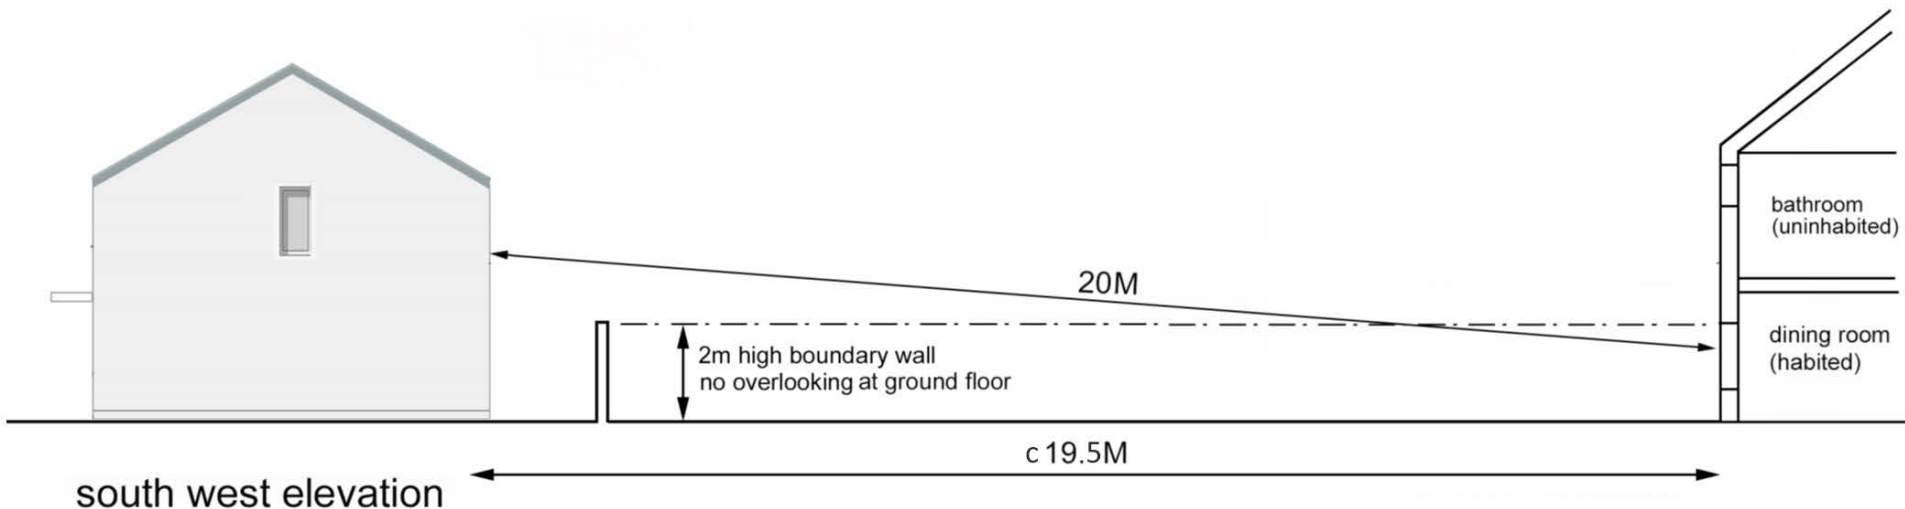 bathroom
(uninhabited)
20M
dining room
(habited)
2m high boundary wall
no overlooking at ground floor
c 19.5M
south west elevation